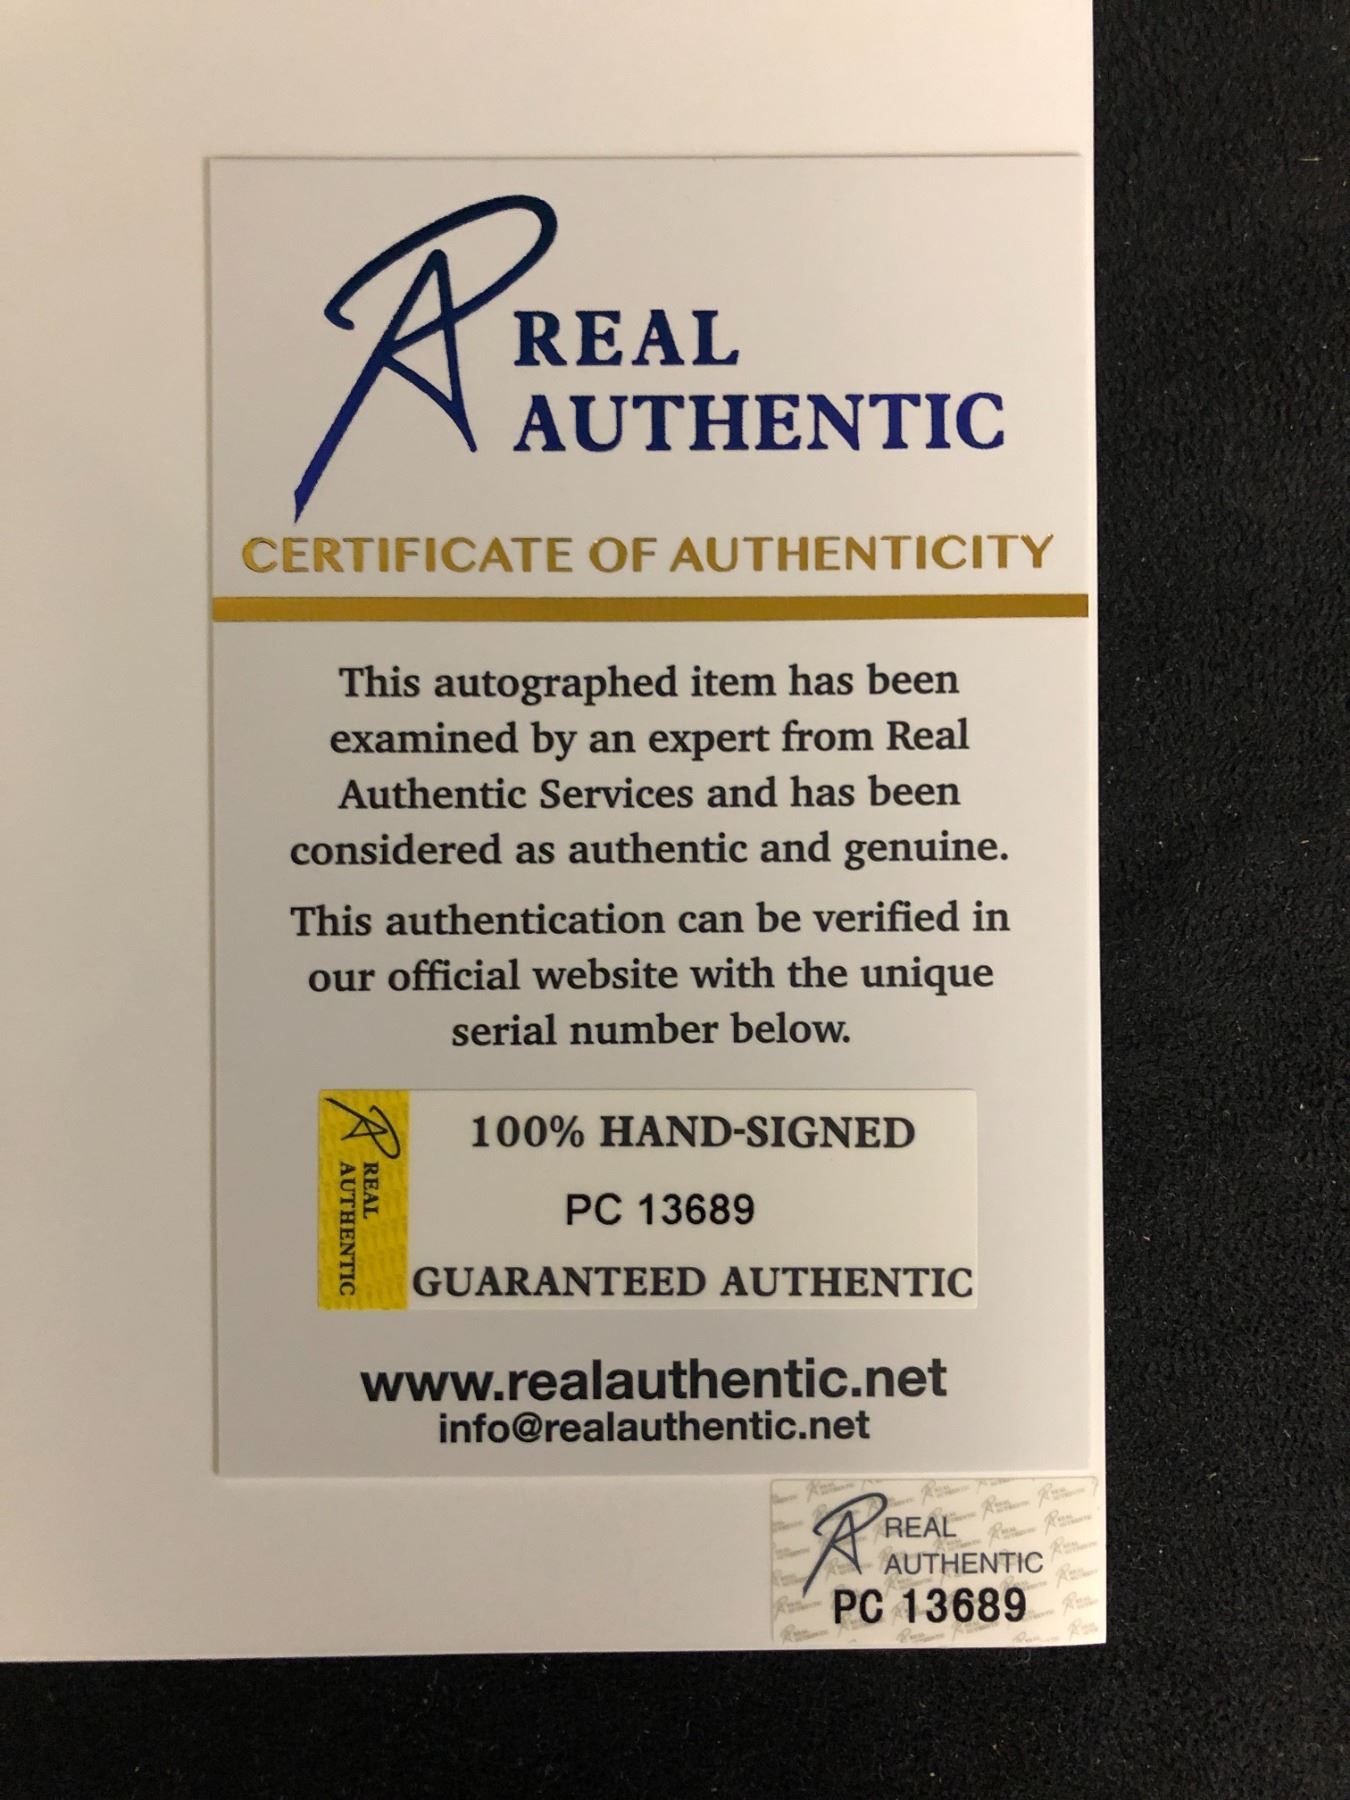 REAL
AUTHENTIC
CERTIFICATE OF AUTHENTICITY
This autographed item has been
examined by an expert from Real
Authentic Services and has been
considered as authentic and genuine.
This authentication can be verified in
our official website with the unique
serial number below.
REAL
AUTHENTIC
100% HAND-SIGNED
PC 13689
GUARANTEED AUTHENTIC
www.realauthentic.net
info@realauthentic.net
REAL
AUTHENTIC
PC 13689